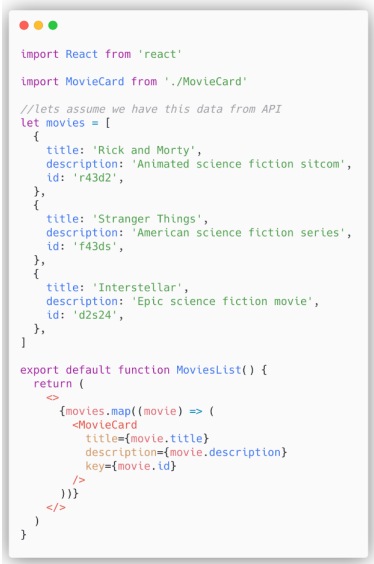 import React from 'react'
import MovieCard from './MovieCard'
//lets assume we have this data from API
let movies = [
  {
    title: 'Rick and Morty',
    description: 'Animated science fiction sitcom',
    id: 'r43d2',
  },
  {
    title: 'Stranger Things',
    description: 'American science fiction series',
    id: 'f43ds',
  },
  {
    title: 'Interstellar',
    description: 'Epic science fiction movie',
    id: 'd2s24',
  },
]
export default function MoviesList() {
  return (
    <>
      {movies.map((movie) => (
        <MovieCard
          title={movie.title}
          description={movie.description}
          key={movie.id}
        />
      ))}
    </>
  )
}